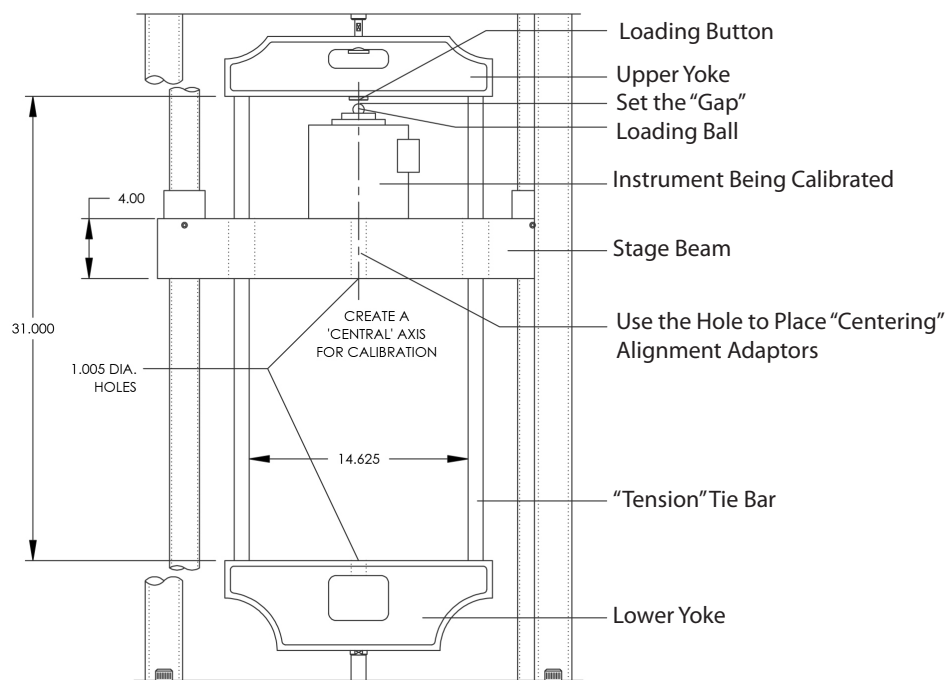 Loading Button
Upper Yoke
Set the “Gap”
Loading Ball
Instrument Being Calibrated
4.00
Stage Beam
31.000
CREATE A
'CENTRAL' AXIS
FOR CALIBRATION
Use the Hole to Place “Centering”
Alignment Adaptors
1.005 DIA.
HOLES
14.625
“Tension” Tie Bar
Lower Yoke